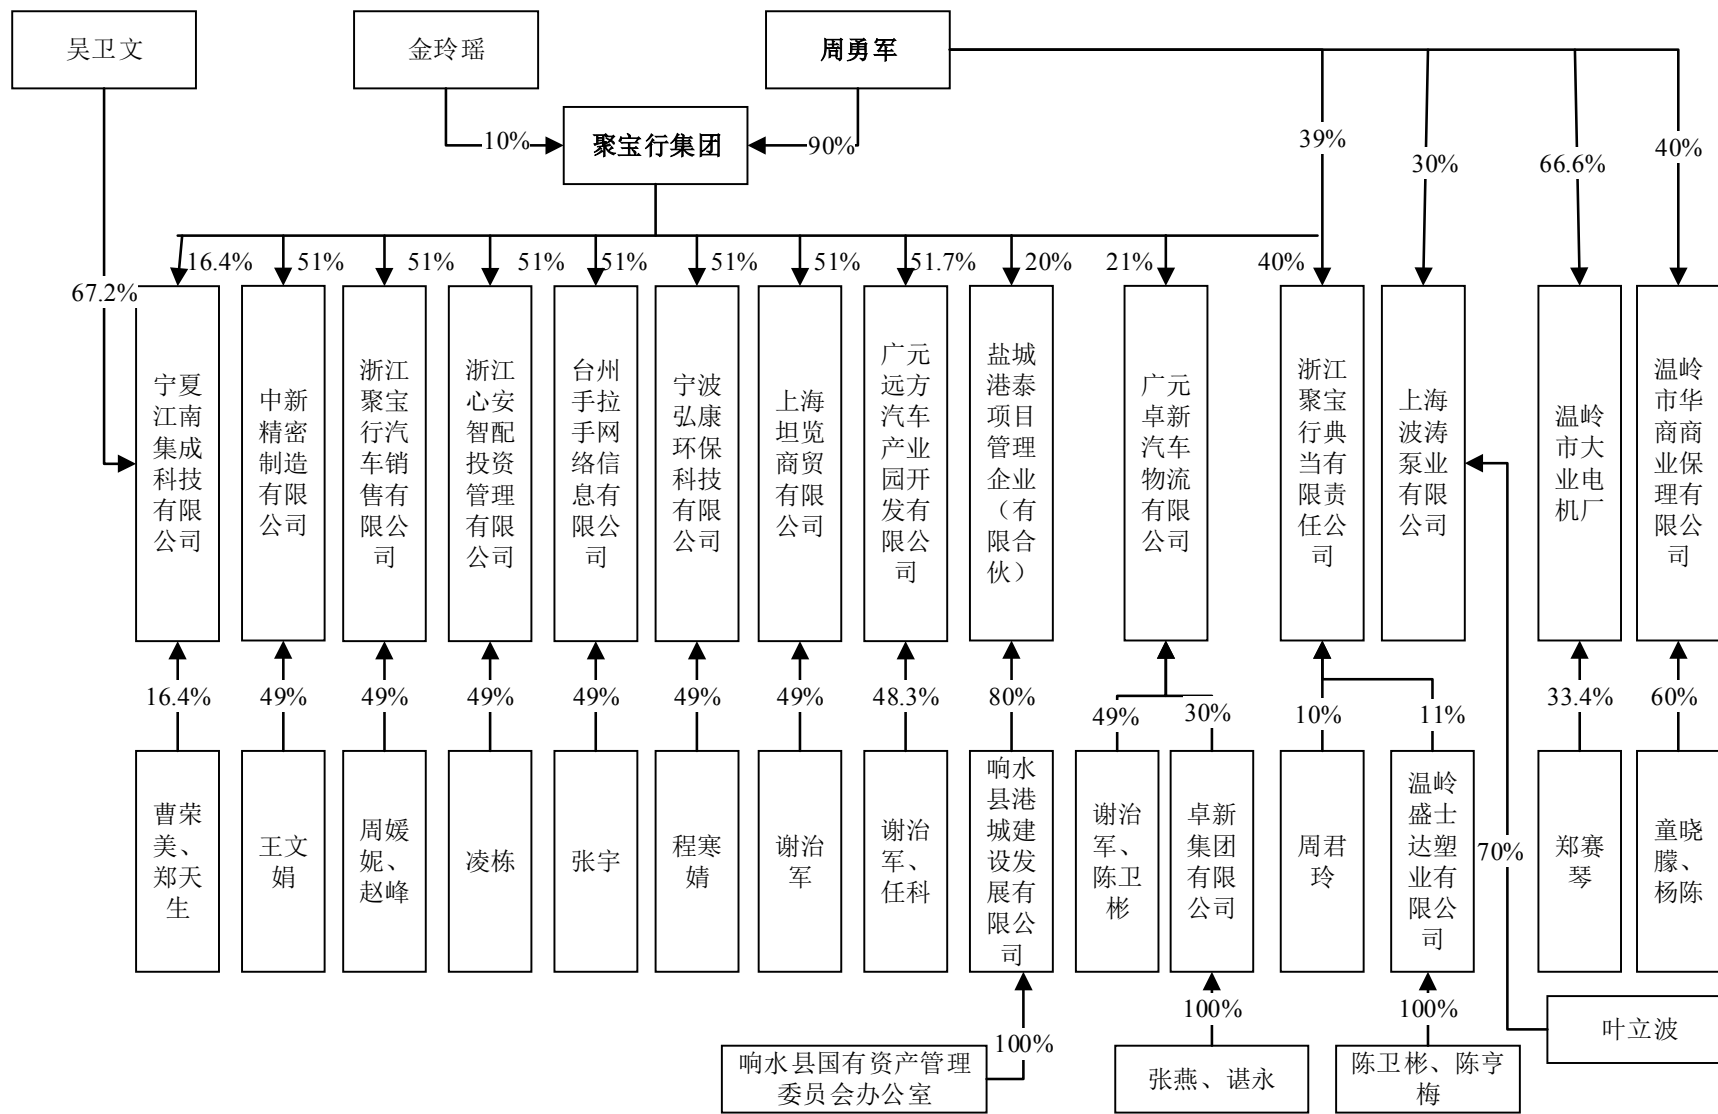 吴卫文
金玲瑶
周勇军
10%
聚宝行集团
90%
39%
30%
66.6%
40%
67.2%
16.4%
51%
51%
51%
51%
51%
51%
51.7%
20%
21%
40%
宁夏
江南
集成
科技
有限
公司
中新
精密
制造
有限
公司
浙江
聚宝
行汽
车销
售有
限公
司
浙江
心安
智配
投资
管理
有限
公司
台州
手拉
手网
络信
息有
限公
司
宁波
弘康
环保
科技
有限
公司
上海
坦览
商贸
有限
公司
广元
远方
汽车
产业
园开
发有
限公
司
盐城
港泰
项目
管理
企业
（有
限合
伙）
广元
卓新
汽车
物流
有限
公司
浙江
聚宝
行典
当有
限责
任公
司
上海
波涛
泵业
有限
公司
温岭
市大
业电
机厂
温岭
市华
商商
业保
理有
限公
司
16.4%
49%
49%
49%
49%
49%
49%
48.3%
80%
49%
30%
10%
11%
33.4%
60%
曹荣
美、
郑天
生
王文
娟
周媛
妮、
赵峰
凌栋
张宇
程寒
婧
谢治
军
谢治
军、
任科
响水
县港
城建
设发
展有
限公
司
谢治
军、
陈卫
彬
卓新
集团
有限
公司
周君
玲
温岭
盛士
达塑
业有
限公
司
70%
郑赛
琴
童晓
朦、
杨陈
100%
100%
100%
响水县国有资产管理
委员会办公室
张燕、谌永
陈卫彬、陈亨
梅
叶立波